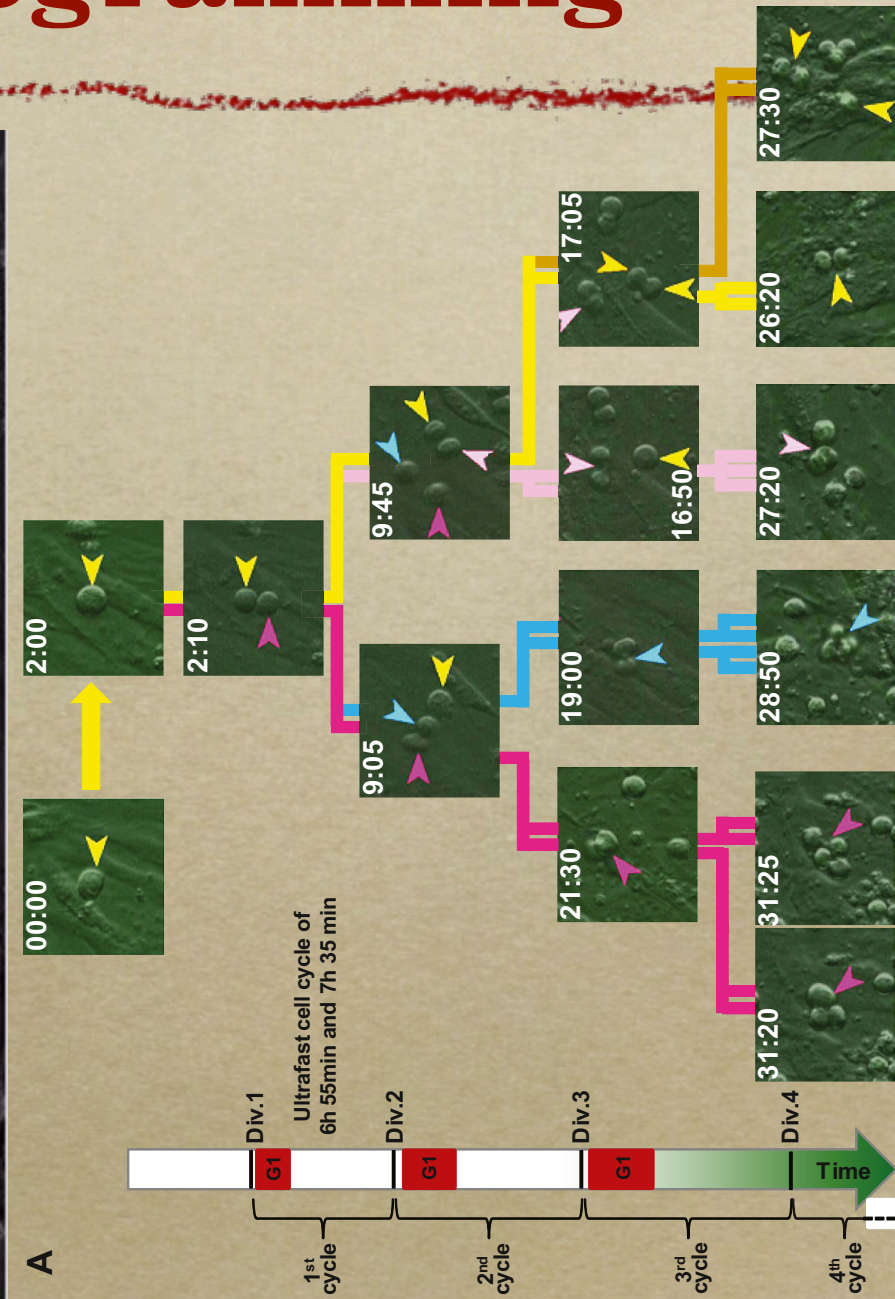 A
00:00
2:00
2:10
9:05
9:45
21:30
19:00
16:50
17:05
31:20
31:25
28:50
27:20
26:20
27:30
Ultrafast cell cycle of
6h 55min and 7h 35 min
Div.1
G1
Div.2
G1
Div.3
G1
Div.4
Time
1st
cycle
2nd
cycle
3rd
cycle
4th
cycle